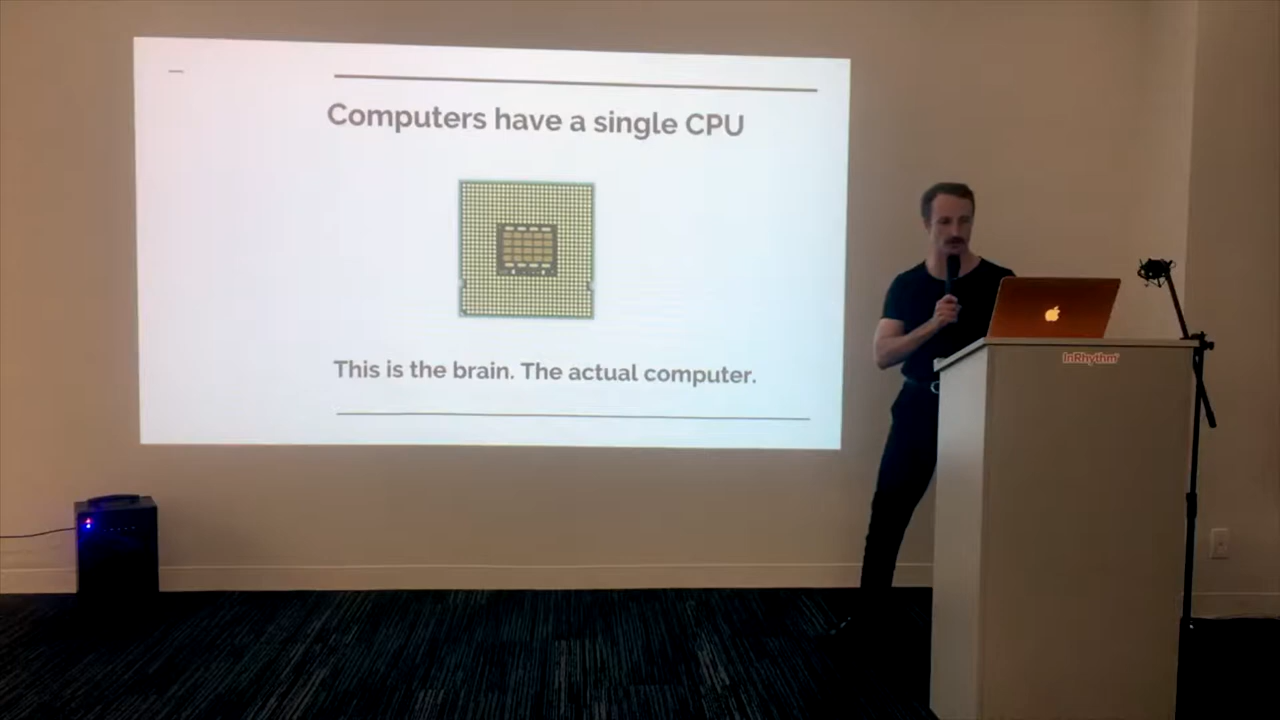 Computers have a single CPU
This is the brain. The actual computer.
InRhythm